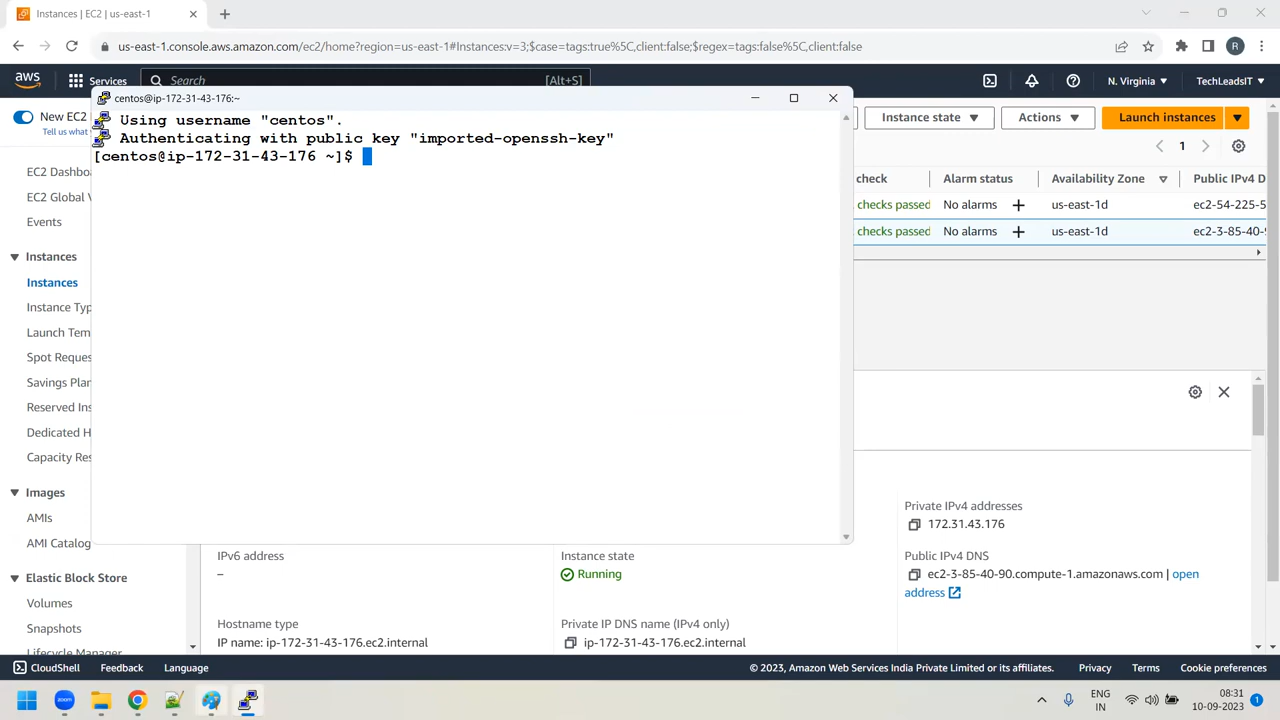 Instances | EC2 | us-east-1
us-east-1.console.aws.amazon.com/ec2/home?region=us-east-1#Instances:v=3;$case=tags:true%5C,client:false;$regex=tags:false%5C,client:false
R
aws
Services
Search
[Alt+S]
N. Virginia
TechLeadsIT
centos@ip-172-31-43-176:~
Using username "centos".
Authenticating with public key "imported-openssh-key"
[centos@ip-172-31-43-176 ~]$
New EC2
Tell us what
EC2 Dashbo
EC2 Global V
Events
Instances
Instances
Instance Typ
Launch Tem
Spot Reques
Savings Plan
Reserved Ins
Dedicated H
Capacity Res
Images
AMIs
AMI Catalog
Elastic Block Store
Volumes
Snapshots
Lifecycle Manager
Instance state
Actions
Launch instances
1
check
Alarm status
Availability Zone
Public IPv4 D
checks passed
No alarms
us-east-1d
ec2-54-225-5
checks passed
No alarms
us-east-1d
ec2-3-85-40-9
Private IPv4 addresses
172.31.43.176
IPv6 address
–
Instance state
Running
Public IPv4 DNS
ec2-3-85-40-90.compute-1.amazonaws.com | open
address
Hostname type
IP name: ip-172-31-43-176.ec2.internal
Private IP DNS name (IPv4 only)
ip-172-31-43-176.ec2.internal
CloudShell
Feedback
Language
© 2023, Amazon Web Services India Private Limited or its affiliates.
Privacy
Terms
Cookie preferences
zoom
ENG
IN
08:31
10-09-2023
1